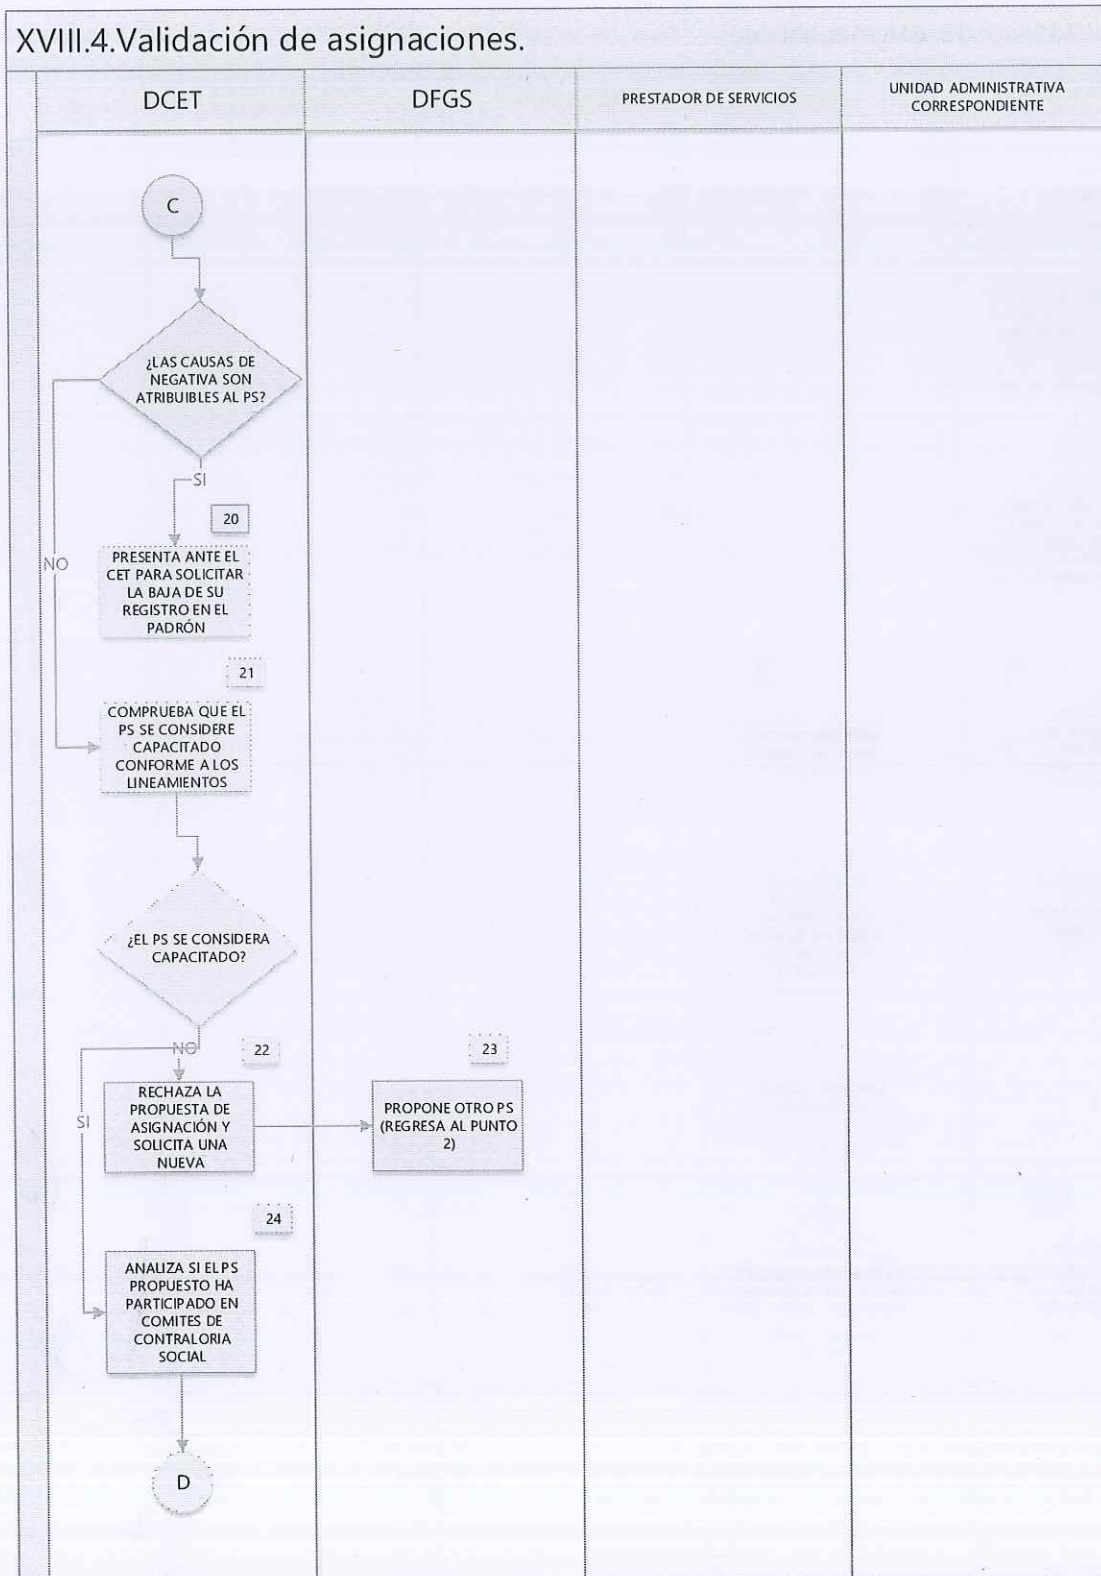 XVIII.4.Validación de asignaciones.
DCET
DFGS
PRESTADOR DE SERVICIOS
UNIDAD ADMINISTRATIVA
CORRESPONDIENTE
C
¿LAS CAUSAS DE
NEGATIVA SON
ATRIBUIBLES AL PS?
SI
20
NO
PRESENTA ANTE EL
CET PARA SOLICITAR
LA BAJA DE SU
REGISTRO EN EL
PADRÓN
21
COMPRUEBA QUE EL
PS SE CONSIDERE
CAPACITADO
CONFORME A LOS
LINEAMIENTOS
¿EL PS SE CONSIDERA
CAPACITADO?
NO
22
23
SI
RECHAZA LA
PROPUESTA DE
ASIGNACIÓN Y
SOLICITA UNA
NUEVA
PROPONE OTRO PS
(REGRESA AL PUNTO
2)
24
ANALIZA SI EL PS
PROPUESTO HA
PARTICIPADO EN
COMITES DE
CONTRALORIA
SOCIAL
D